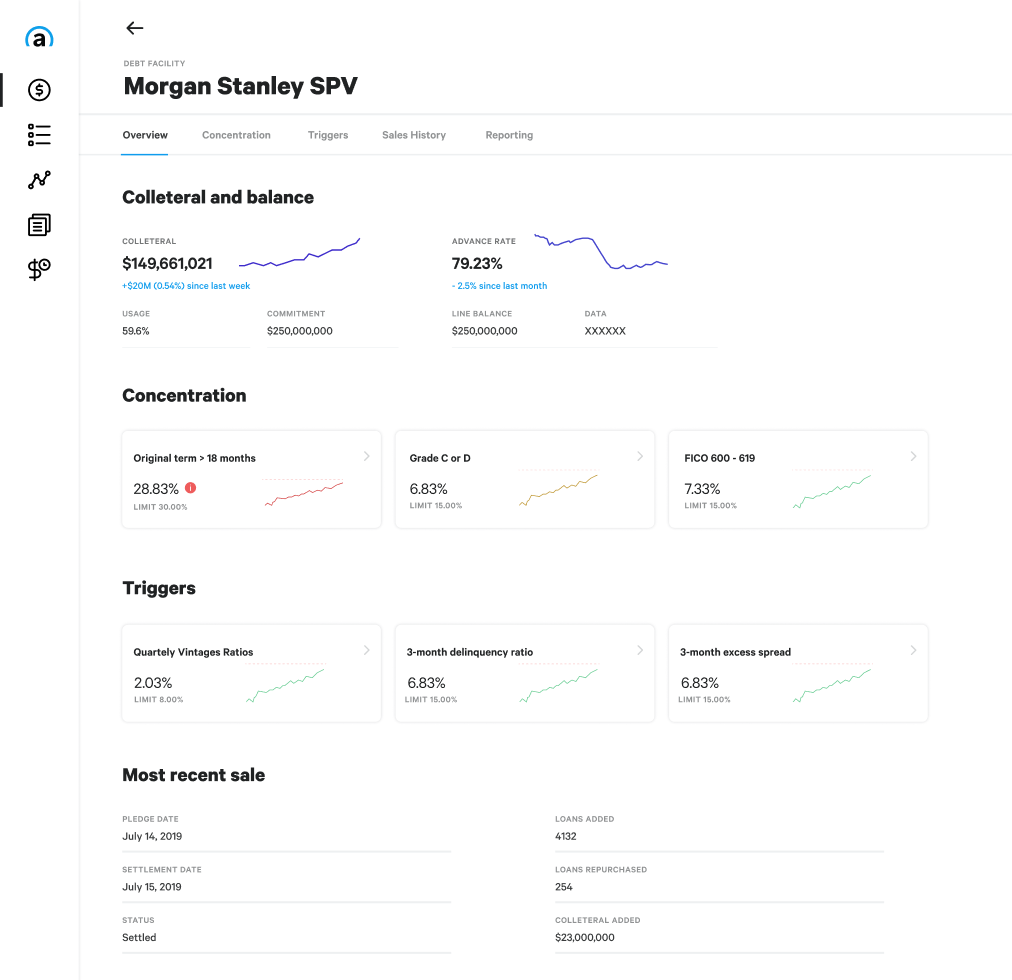 a
DEBT FACILITY
Morgan Stanley SPV
Overview Concentration Triggers Sales History Reporting
Colleteral and balance
COLLETERAL
$149,661,021
+$20M (0.54%) since last week
ADVANCE RATE
79.23%
- 2.5% since last month
USAGE
59.6%
COMMITMENT
$250,000,000
LINE BALANCE
$250,000,000
DATA
XXXXXX
Concentration
Original term > 18 months
28.83%
LIMIT 30.00%
Grade C or D
6.83%
LIMIT 15.00%
FICO 600 - 619
7.33%
LIMIT 15.00%
Triggers
Quartely Vintages Ratios
2.03%
LIMIT 8.00%
3-month delinquency ratio
6.83%
LIMIT 15.00%
3-month excess spread
6.83%
LIMIT 15.00%
Most recent sale
PLEDGE DATE
July 14, 2019
SETTLEMENT DATE
July 15, 2019
STATUS
Settled
LOANS ADDED
4132
LOANS REPURCHASED
254
COLLETERAL ADDED
$23,000,000